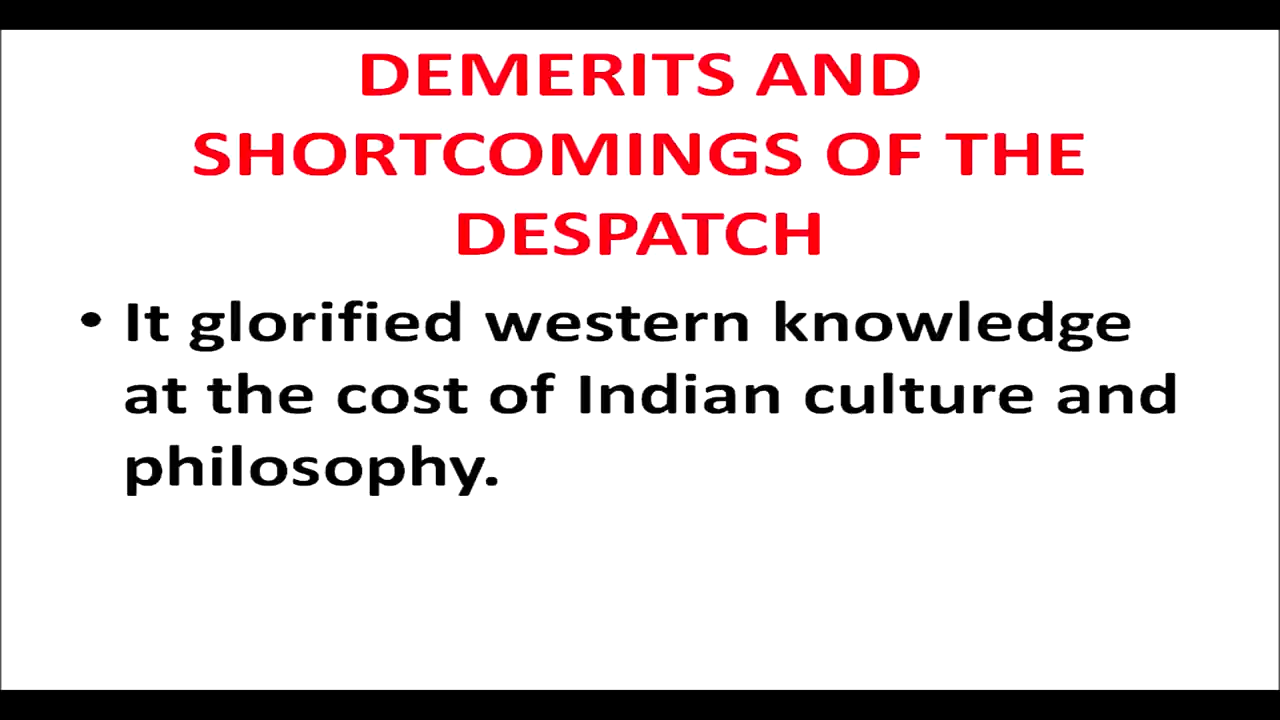 DEMERITS AND
SHORTCOMINGS OF THE
DESPATCH
• It glorified western knowledge
at the cost of Indian culture and
philosophy.